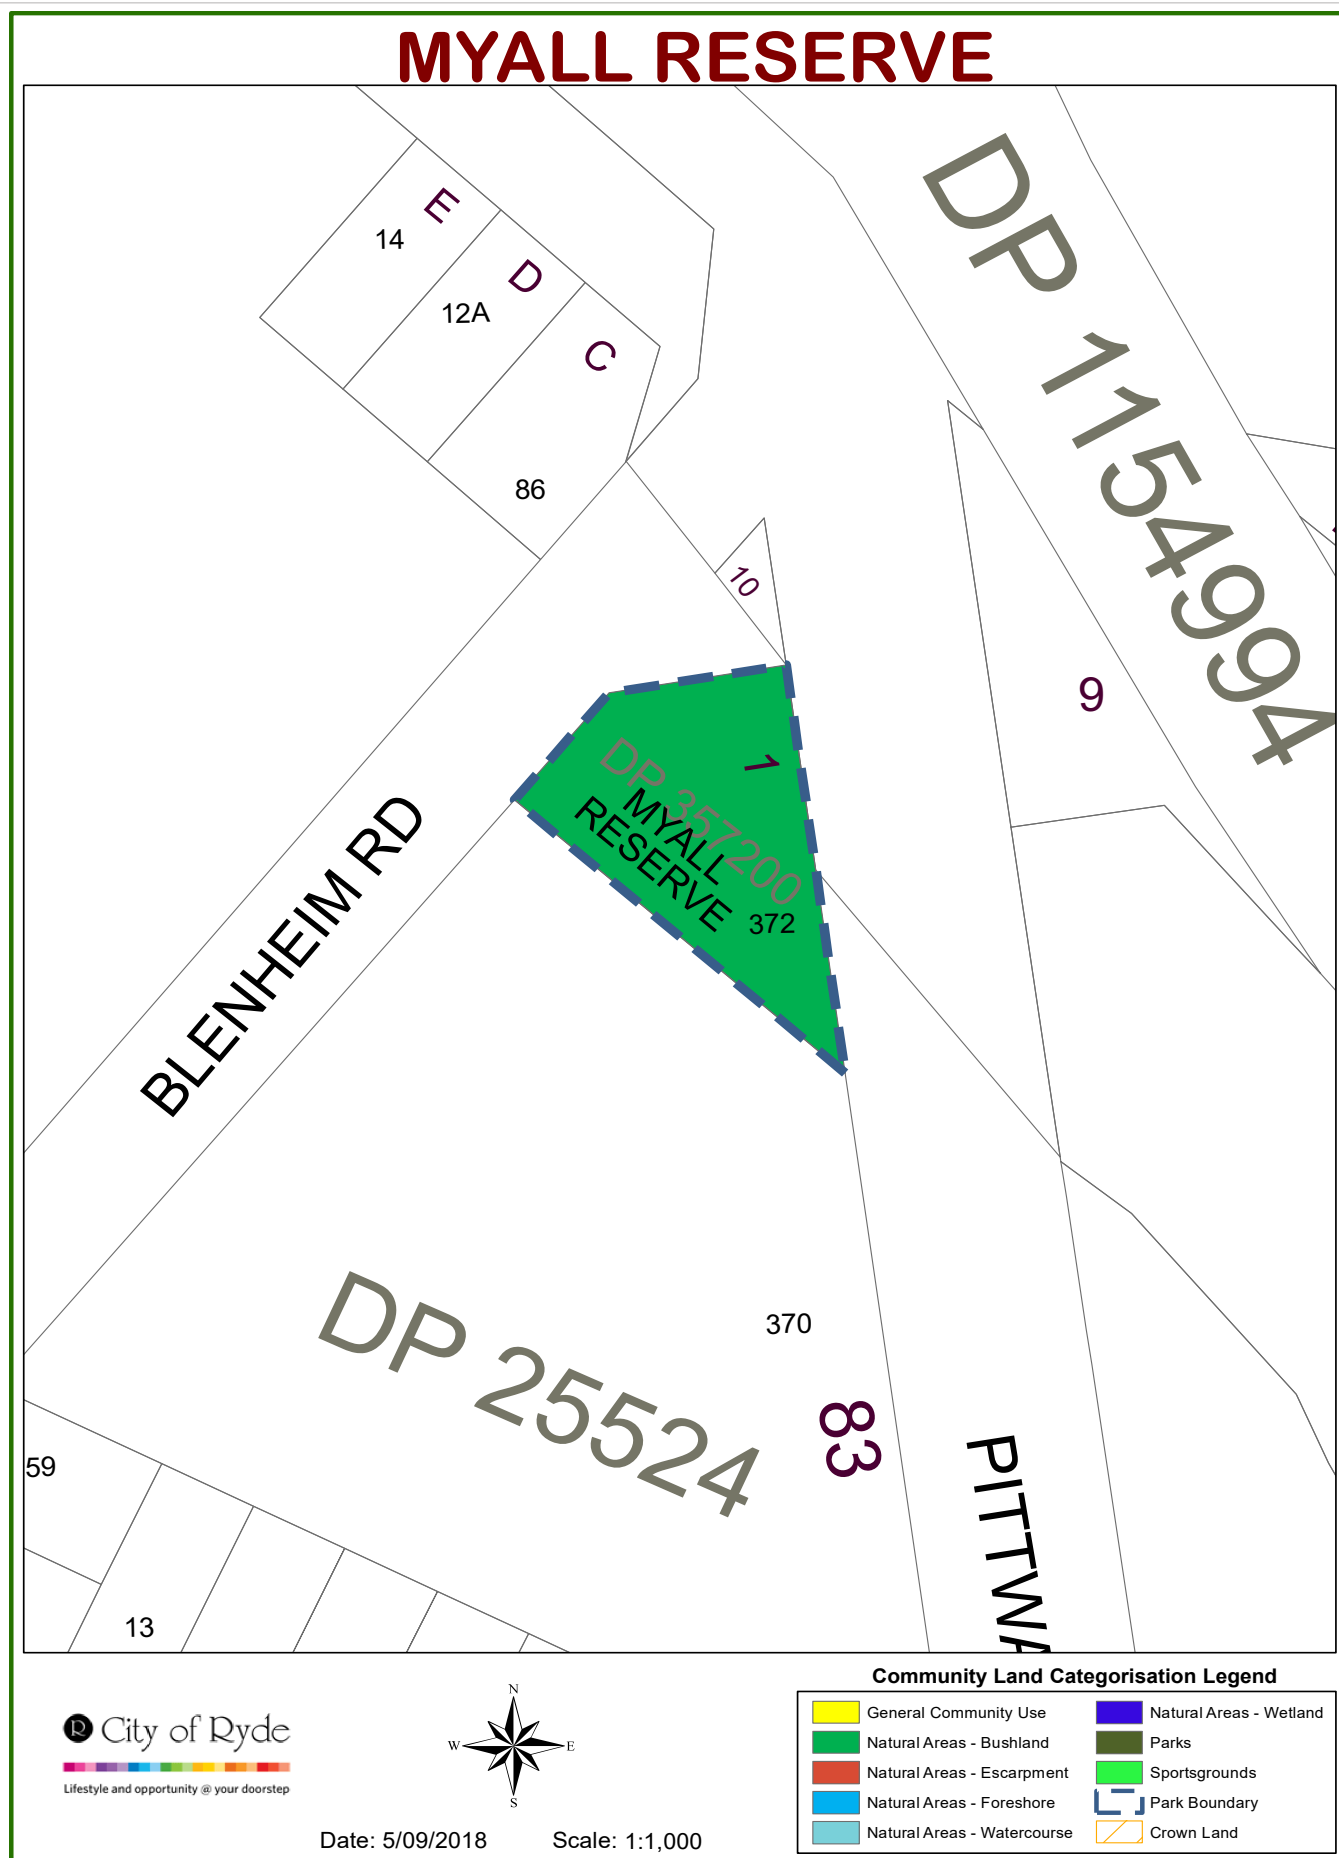 MYALL RESERVE
DP 1154994
E
14
D
12A
C
86
10
9
1
DP 357200
MYALL
RESERVE
372
BLENHEIM RD
370
DP 25524
83
59
13
PITTWA
Community Land Categorisation Legend
General Community Use
Natural Areas - Bushland
Natural Areas - Escarpment
Natural Areas - Foreshore
Natural Areas - Watercourse
Natural Areas - Wetland
Parks
Sportsgrounds
Park Boundary
Crown Land
R City of Ryde
Lifestyle and opportunity @ your doorstep
N
W
E
S
Date: 5/09/2018
Scale: 1:1,000